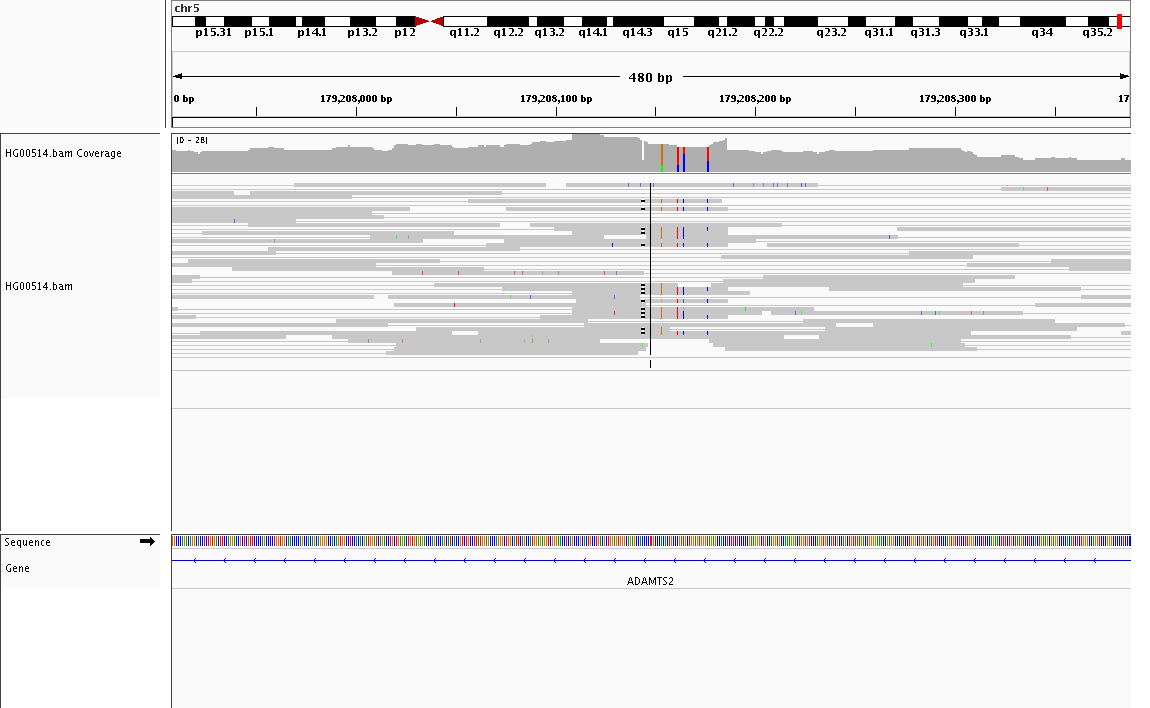 chr5
p15.31 p15.1 p14.1 p13.2 p12 q11.2 q12.2 q13.2 q14.1 q14.3 q15 q21.2 q22.2 q23.2 q31.1 q31.3 q33.1 q34 q35.2
480 bp
0 bp 179,208,000 bp 179,208,100 bp 179,208,200 bp 179,208,300 bp 17
HG00514.bam Coverage
[0 - 28]
HG00514.bam
Sequence
Gene
ADAMTS2